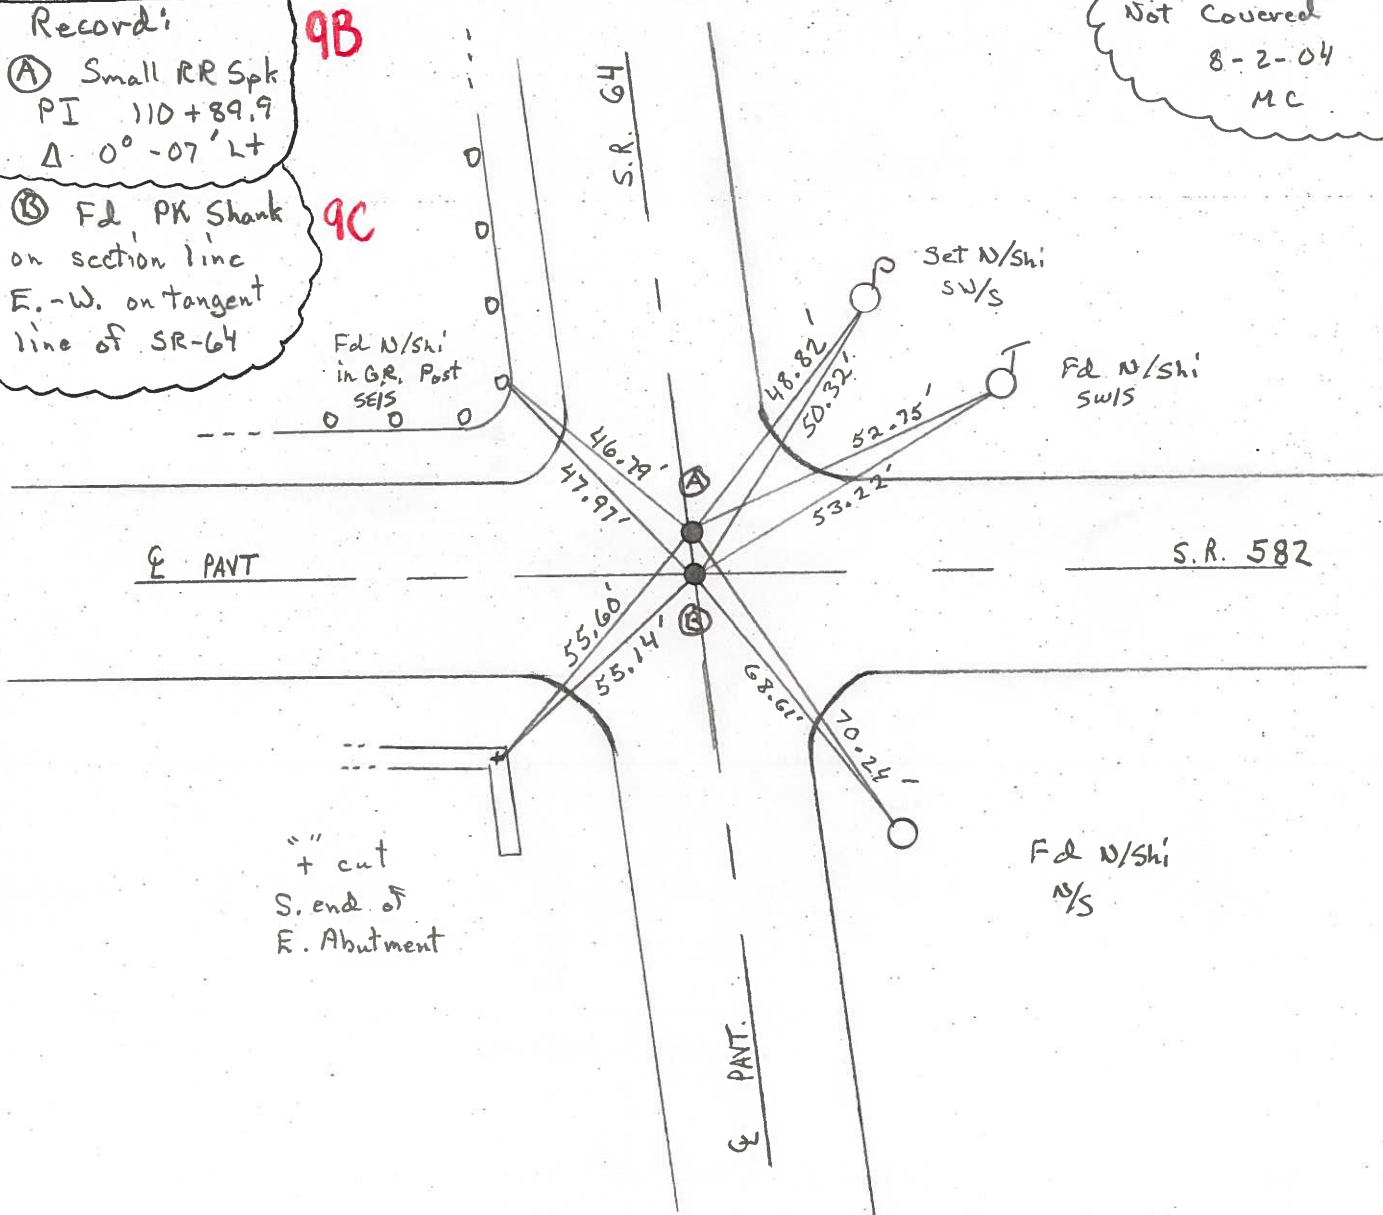 Record:
Ⓐ Small RR Spk
PI 110+89.9
Δ 0°-07' Lt
9B
Ⓑ Fd PK Shank
on section line
E.-W. on tangent
line of SR-64
9C
Not Covered
8-2-04
MC
S.R. 64
Set N/Shi
SW/S
Fd N/Shi
SW/S
Fd N/Shi
in G.R. Post
SE/S
48.82'
50.32'
52.75'
53.22'
46.79'
47.97'
A
℄ PAVT
S.R. 582
B
55.60'
55.14'
68.61'
70.24'
"+" cut
S. end of
E. Abutment
Fd N/Shi
N/S
℄ PAVT.